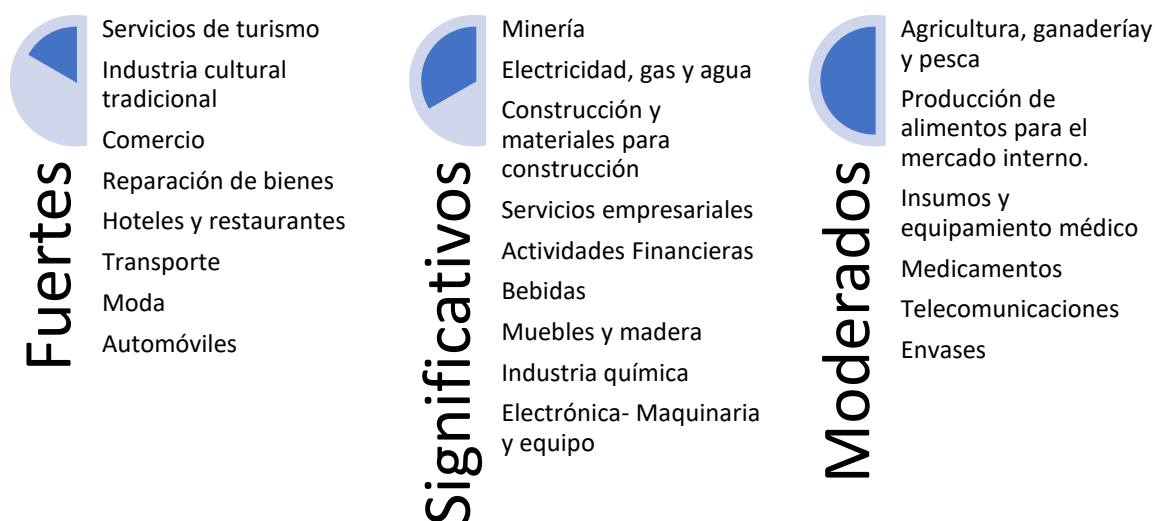 Fuertes
Servicios de turismo
Industria cultural
tradicional
Comercio
Reparación de bienes
Hoteles y restaurantes
Transporte
Moda
Automóviles
Significativos
Minería
Electricidad, gas y agua
Construcción y
materiales para
construcción
Servicios empresariales
Actividades Financieras
Bebidas
Muebles y madera
Industria química
Electrónica- Maquinaria
y equipo
Moderados
Agricultura, ganaderíay
y pesca
Producción de
alimentos para el
mercado interno.
Insumos y
equipamiento médico
Medicamentos
Telecomunicaciones
Envases